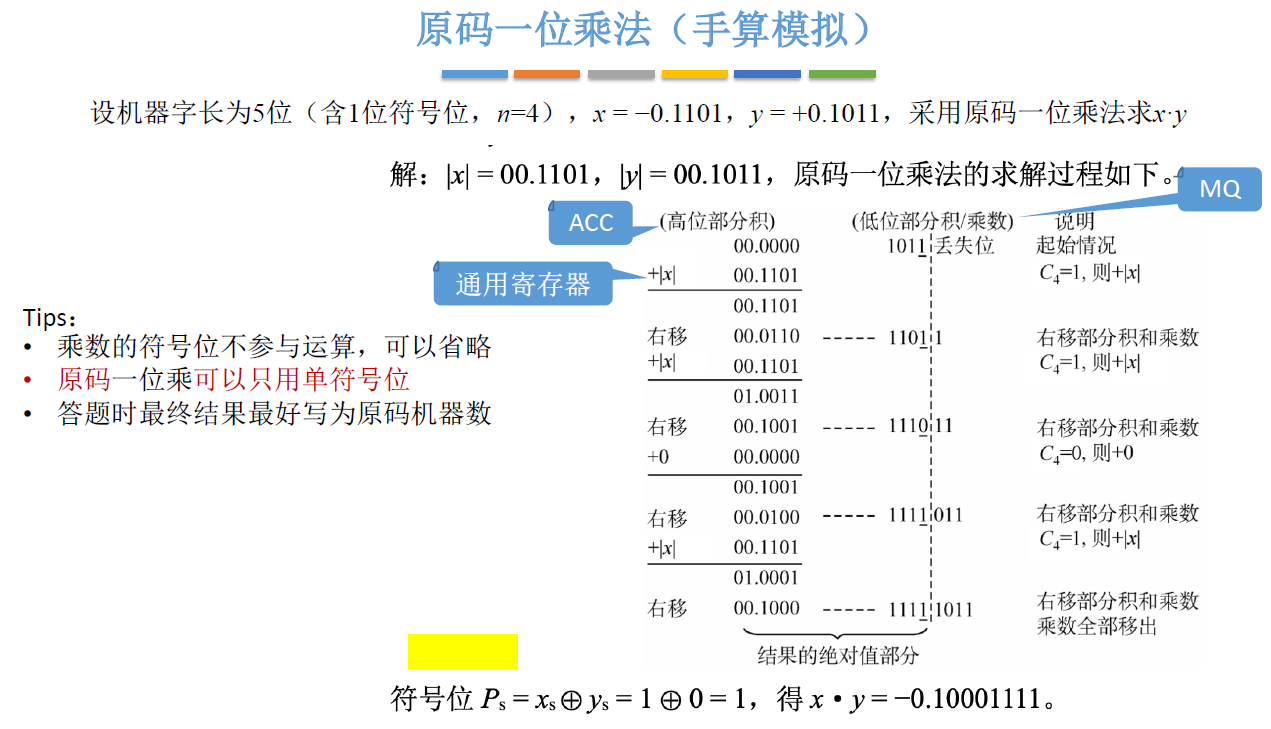 原码一位乘法（手算模拟）
设机器字长为5位（含1位符号位，n=4），x = −0.1101，y = +0.1011，采用原码一位乘法求x·y
解：|x| = 00.1101，|y| = 00.1011，原码一位乘法的求解过程如下。
MQ
ACC
(高位部分积) (低位部分积/乘数) 说明
00.0000 1011 丢失位 起始情况
通用寄存器
+|x| 00.1101 C₄=1, 则+|x|
00.1101
Tips：
右移 00.0110 ----- 1101 1 右移部分积和乘数
• 乘数的符号位不参与运算，可以省略
+|x| 00.1101 C₄=1, 则+|x|
• 原码一位乘可以只用单符号位
01.0011
• 答题时最终结果最好写为原码机器数
右移 00.1001 ----- 1110 11 右移部分积和乘数
+0 00.0000 C₄=0, 则+0
00.1001
右移 00.0100 ----- 1111 011 右移部分积和乘数
+|x| 00.1101 C₄=1, 则+|x|
01.0001
右移 00.1000 ----- 1111 1011 右移部分积和乘数
乘数全部移出
结果的绝对值部分
符号位 Pₛ = xₛ ⊕ yₛ = 1 ⊕ 0 = 1，得 x • y = −0.10001111。